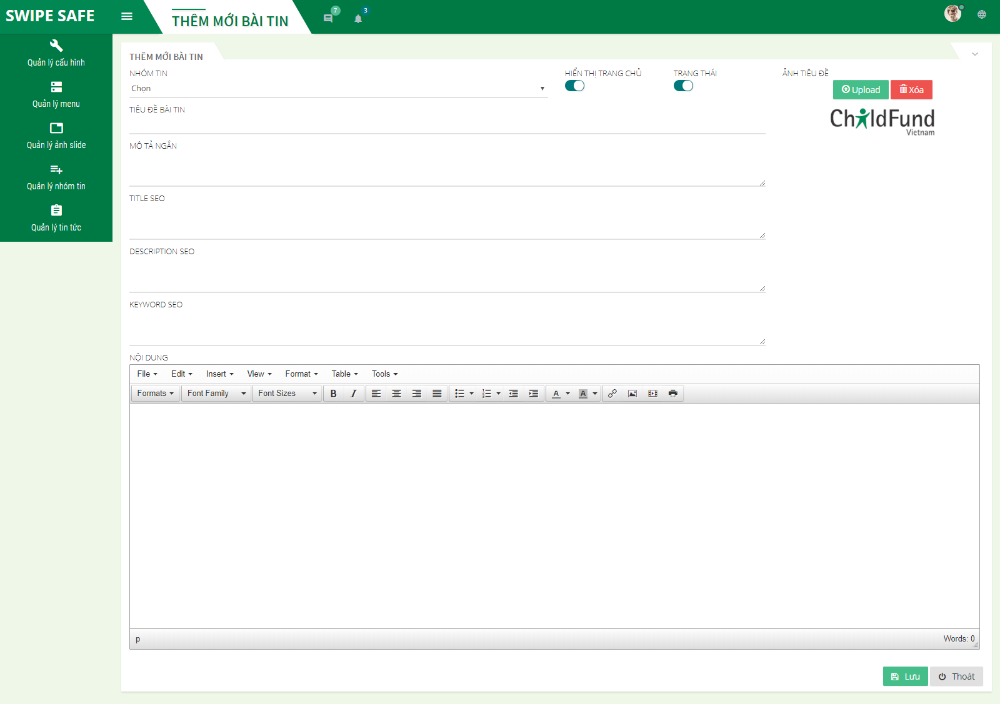 SWIPE SAFE
THÊM MỚI BÀI TIN
7
3
Quản lý cấu hình
Quản lý menu
Quản lý ảnh slide
Quản lý nhóm tin
Quản lý tin tức
THÊM MỚI BÀI TIN
NHÓM TIN
HIỂN THỊ TRANG CHỦ
TRẠNG THÁI
ẢNH TIÊU ĐỀ
Chọn
Upload
Xóa
ChildFund
Vietnam
TIÊU ĐỀ BÀI TIN
MÔ TẢ NGẮN
TITLE SEO
DESCRIPTION SEO
KEYWORD SEO
NỘI DUNG
File Edit Insert View Format Table Tools
Formats Font Family Font Sizes B I A A
p
Words: 0
Lưu
Thoát